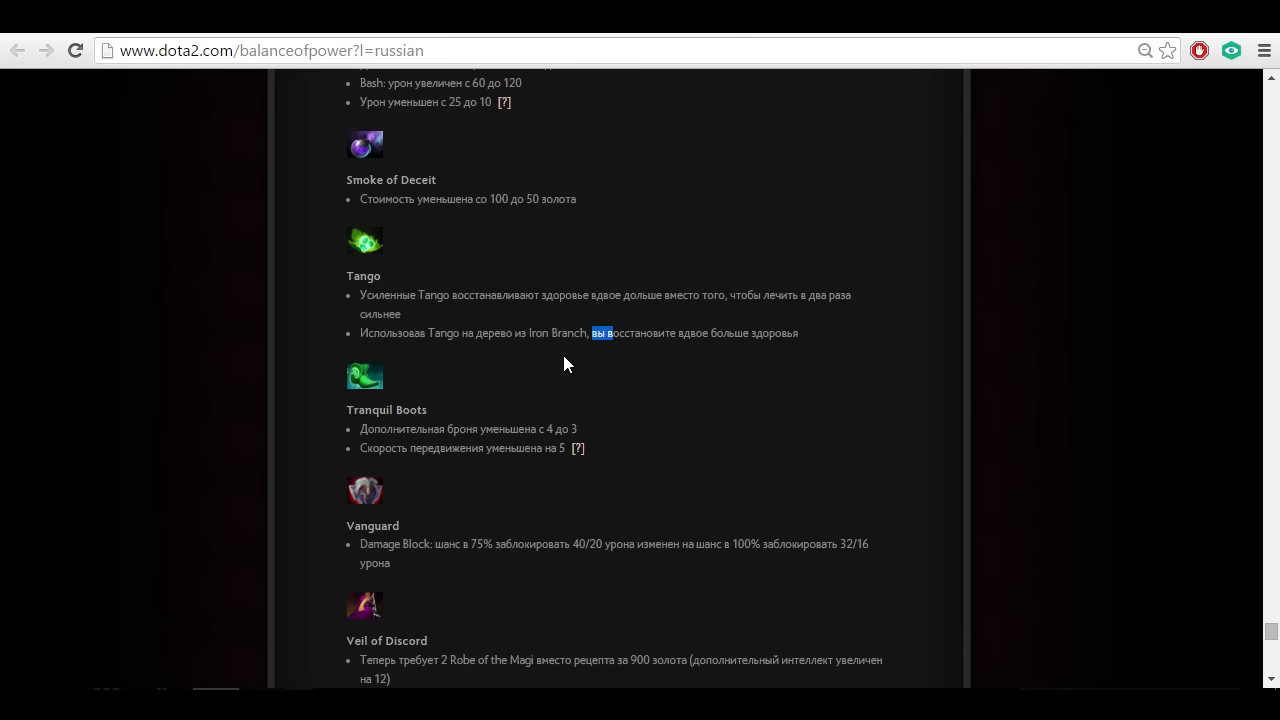 www.dota2.com/balanceofpower?l=russian
Bash: урон увеличен с 60 до 120
Урон уменьшен с 25 до 10 [?]
Smoke of Deceit
Стоимость уменьшена со 100 до 50 золота
Tango
Усиленные Tango восстанавливают здоровье вдвое дольше вместо того, чтобы лечить в два раза
сильнее
Использовав Tango на дерево из Iron Branch, вы восстановите вдвое больше здоровья
Tranquil Boots
Дополнительная броня уменьшена с 4 до 3
Скорость передвижения уменьшена на 5 [?]
Vanguard
Damage Block: шанс в 75% заблокировать 40/20 урона изменен на шанс в 100% заблокировать 32/16
урона
Veil of Discord
Теперь требует 2 Robe of the Magi вместо рецепта за 900 золота (дополнительный интеллект увеличен
на 12)